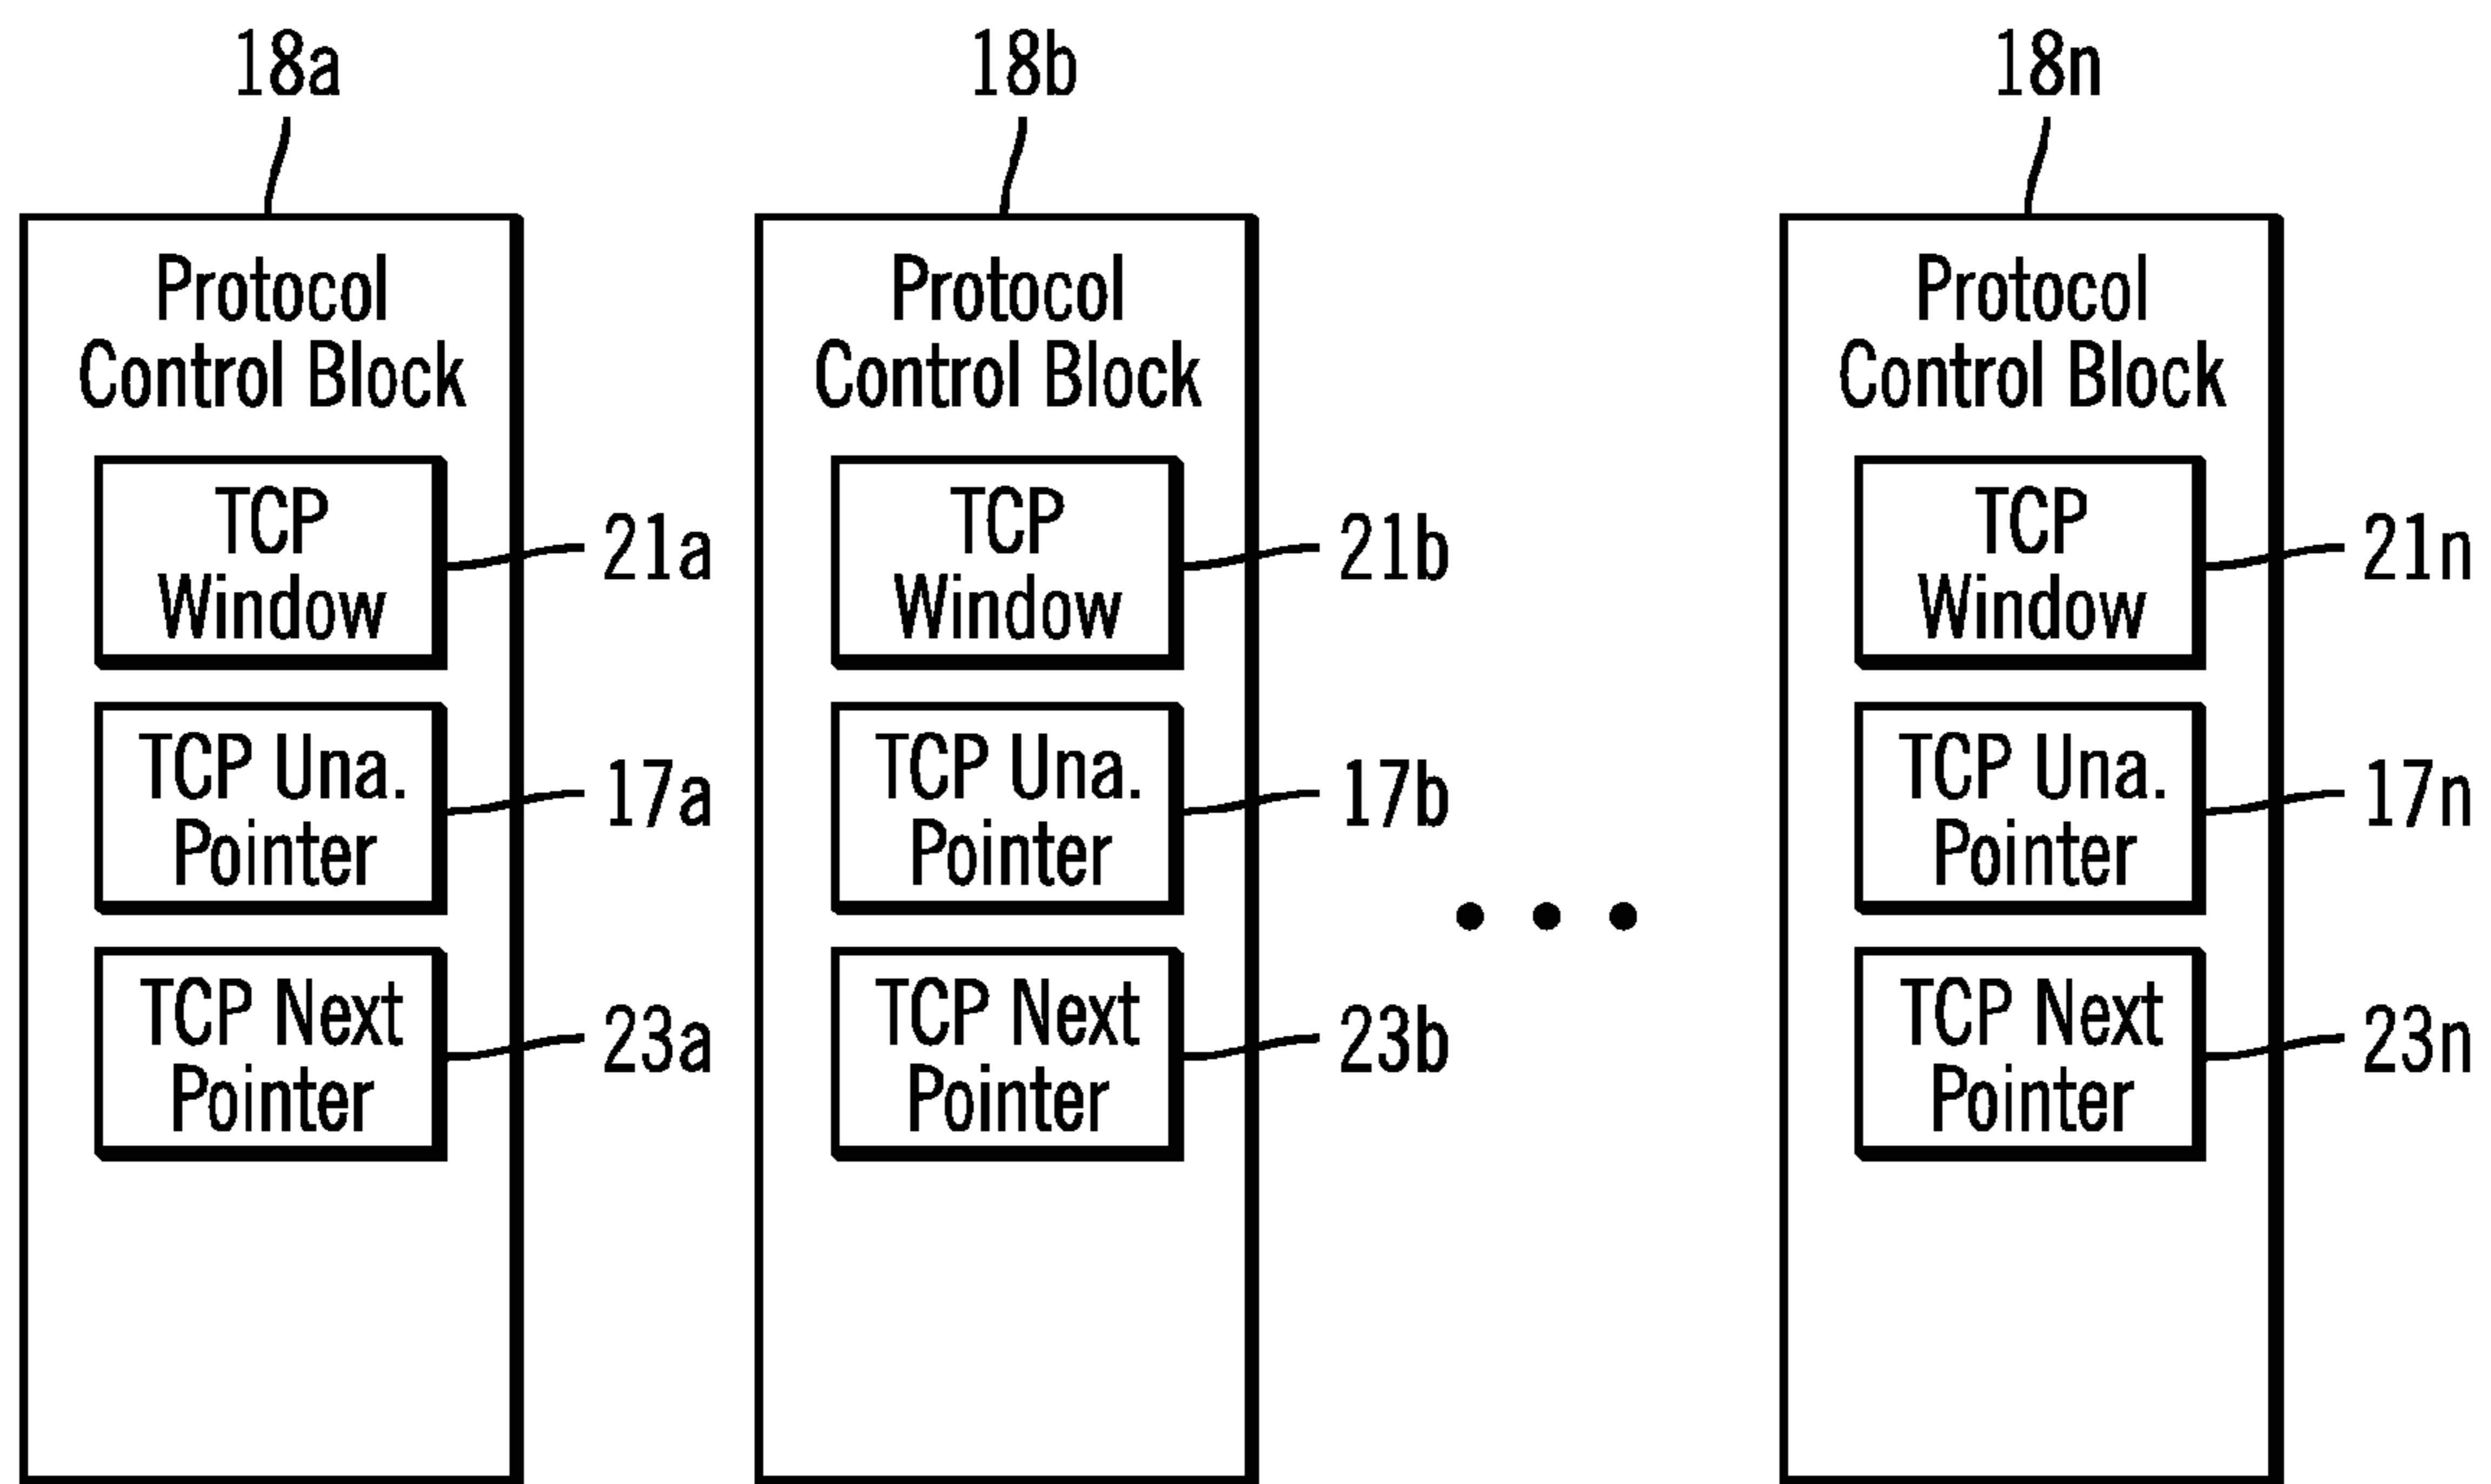 18a
Protocol
Control Block
TCP
Window
21a
TCP Una.
Pointer
17a
TCP Next
Pointer
23a
18b
Protocol
Control Block
TCP
Window
21b
TCP Una.
Pointer
17b
TCP Next
Pointer
23b
18n
Protocol
Control Block
TCP
Window
21n
TCP Una.
Pointer
17n
TCP Next
Pointer
23n